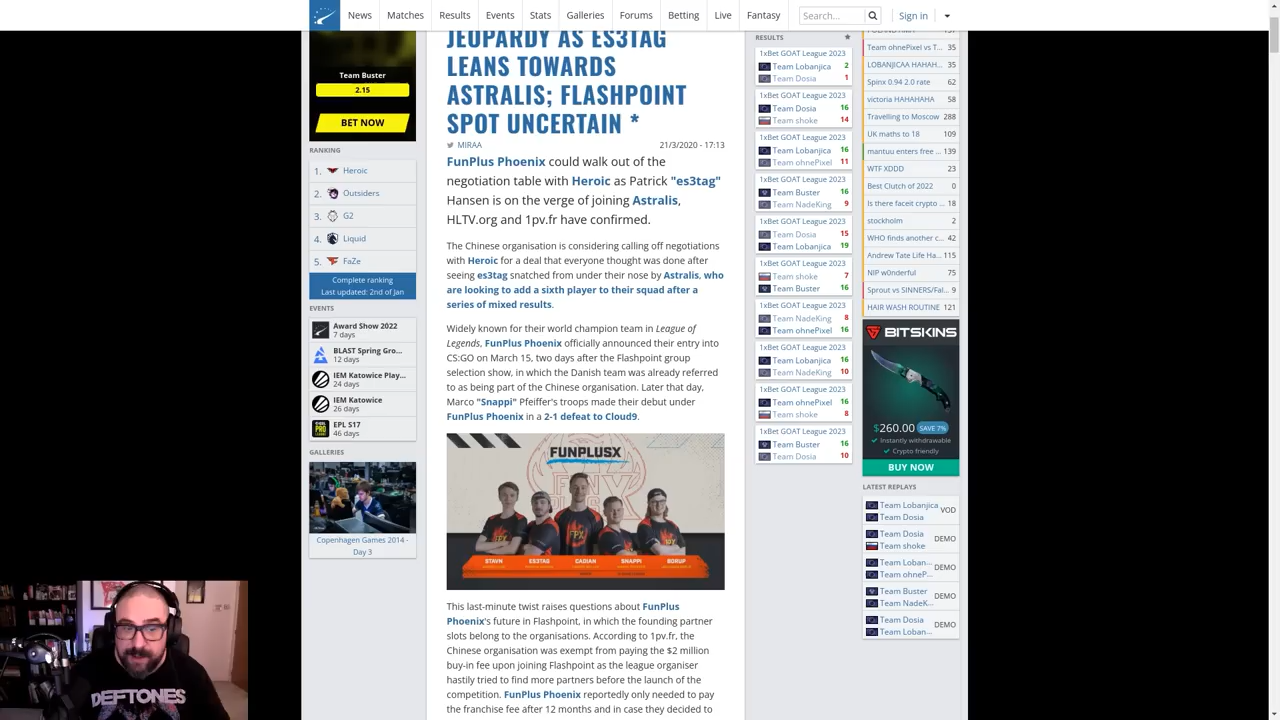 News
Matches
Results
Events
Stats
Galleries
Forums
Betting
Live
Fantasy
Search...
Sign in
Team Buster
2.15
BET NOW
RANKING
1. Heroic
2. Outsiders
3. G2
4. Liquid
5. FaZe
Complete ranking
Last updated: 2nd of Jan
EVENTS
Award Show 2022
7 days
BLAST Spring Gro...
12 days
IEM Katowice Play...
24 days
IEM Katowice
26 days
EPL S17
46 days
GALLERIES
Copenhagen Games 2014 -
Day 3
DEFTONES
JEOPARDY AS ES3TAG
LEANS TOWARDS
ASTRALIS; FLASHPOINT
SPOT UNCERTAIN *
MIRAA 21/3/2020 - 17:13
FunPlus Phoenix could walk out of the
negotiation table with Heroic as Patrick "es3tag"
Hansen is on the verge of joining Astralis,
HLTV.org and 1pv.fr have confirmed.
The Chinese organisation is considering calling off negotiations
with Heroic for a deal that everyone thought was done after
seeing es3tag snatched from under their nose by Astralis, who
are looking to add a sixth player to their squad after a
series of mixed results.
Widely known for their world champion team in League of
Legends, FunPlus Phoenix officially announced their entry into
CS:GO on March 15, two days after the Flashpoint group
selection show, in which the Danish team was already referred
to as being part of the Chinese organisation. Later that day,
Marco "Snappi" Pfeiffer's troops made their debut under
FunPlus Phoenix in a 2-1 defeat to Cloud9.
FUNPLUSX
STAVN ES3TAG CADIAN SNAPPI BORUP
This last-minute twist raises questions about FunPlus
Phoenix's future in Flashpoint, in which the founding partner
slots belong to the organisations. According to 1pv.fr, the
Chinese organisation was exempt from paying the $2 million
buy-in fee upon joining Flashpoint as the league organiser
hastily tried to find more partners before the launch of the
competition. FunPlus Phoenix reportedly only needed to pay
the franchise fee after 12 months and in case they decided to
RESULTS
1xBet GOAT League 2023
Team Lobanjica 2
Team Dosia 1
1xBet GOAT League 2023
Team Dosia 16
Team shoke 14
1xBet GOAT League 2023
Team Lobanjica 16
Team ohnePixel 11
1xBet GOAT League 2023
Team Buster 16
Team NadeKing 9
1xBet GOAT League 2023
Team Dosia 15
Team Lobanjica 19
1xBet GOAT League 2023
Team shoke 7
Team Buster 16
1xBet GOAT League 2023
Team NadeKing 8
Team ohnePixel 16
1xBet GOAT League 2023
Team Lobanjica 16
Team NadeKing 10
1xBet GOAT League 2023
Team ohnePixel 16
Team shoke 8
1xBet GOAT League 2023
Team Buster 16
Team Dosia 10
Team ohnePixel vs T... 35
LOBANJICAA HAHAH... 35
Spinx 0.94 2.0 rate 62
victoria HAHAHAHA 58
Travelling to Moscow 288
UK maths to 18 109
mantuu enters free ... 139
WTF XDDD 23
Best Clutch of 2022 0
Is there faceit crypto ... 18
stockholm 2
WHO finds another c... 42
Andrew Tate Life Ha... 115
NIP w0nderful 75
Sprout vs SINNERS/Fal... 9
HAIR WASH ROUTINE 121
BITSKINS
$260.00 SAVE 7%
Instantly withdrawable
Crypto friendly
BUY NOW
LATEST REPLAYS
Team Lobanjica
Team Dosia
VOD
Team Dosia
Team shoke
DEMO
Team Loban...
Team ohneP...
DEMO
Team Buster
Team NadeK...
DEMO
Team Dosia
Team Loban...
DEMO